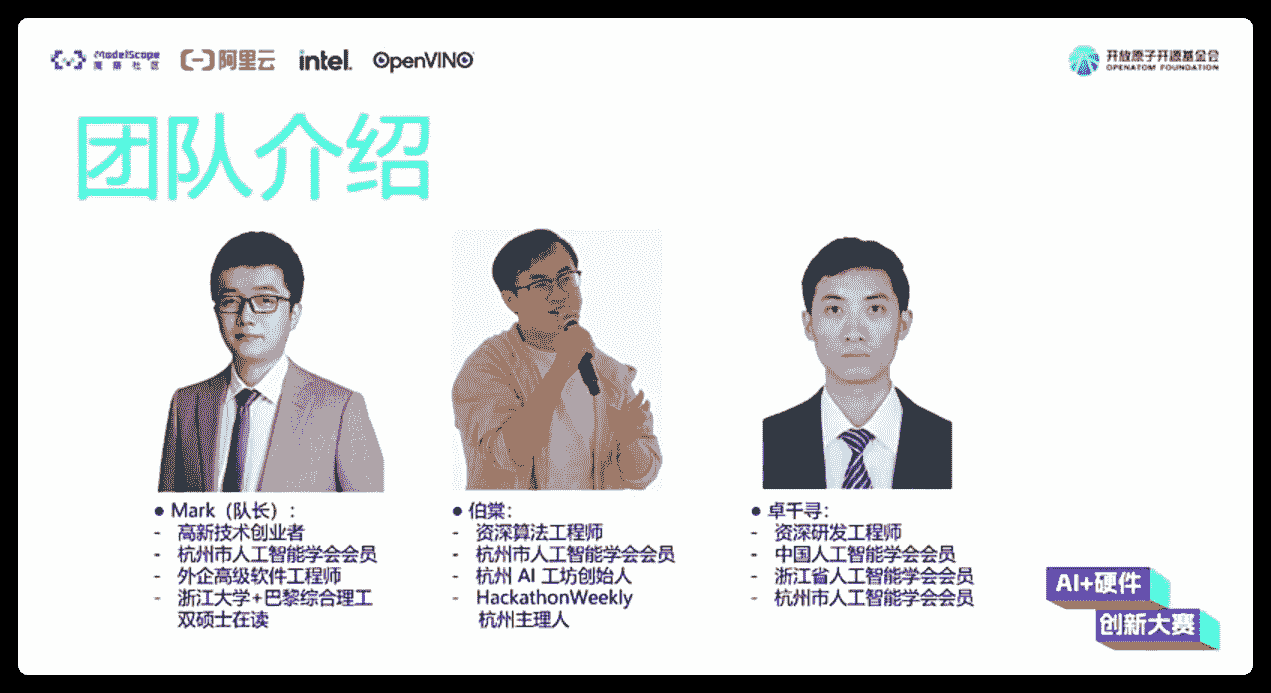 ModelScope
魔搭社区
阿里云
intel.
OpenVINO
开放原子开源基金会
OPENATOM FOUNDATION
团队介绍
● Mark（队长）:
- 高新技术创业者
- 杭州市人工智能学会会员
- 外企高级软件工程师
- 浙江大学+巴黎综合理工
双硕士在读
● 伯棠:
- 资深算法工程师
- 杭州市人工智能学会会员
- 杭州 AI 工坊创始人
- HackathonWeekly
杭州主理人
● 卓千寻:
- 资深研发工程师
- 中国人工智能学会会员
- 浙江省人工智能学会会员
- 杭州市人工智能学会会员
AI+硬件
创新大赛